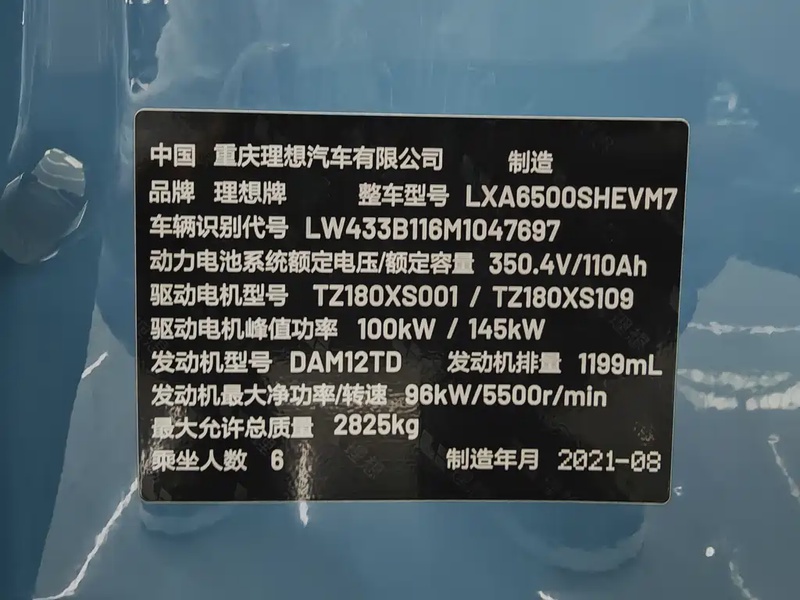 中国 重庆理想汽车有限公司 制造
品牌 理想牌 整车型号 LXA6500SHEVM7
车辆识别代号 LW433B116M1047697
动力电池系统额定电压/额定容量 350.4V/110Ah
驱动电机型号 TZ180XS001 / TZ180XS109
驱动电机峰值功率 100kW / 145kW
发动机型号 DAM12TD 发动机排量 1199mL
发动机最大净功率/转速 96kW/5500r/min
最大允许总质量 2825kg
乘坐人数 6 制造年月 2021-08